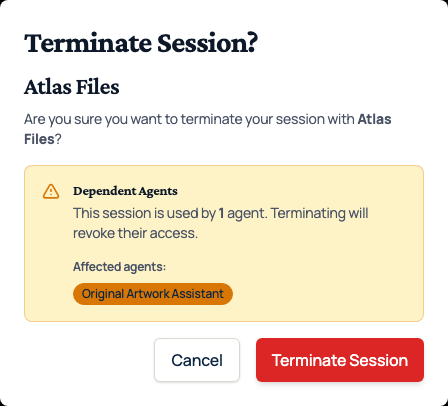 Terminate Session?
Atlas Files
Are you sure you want to terminate your session with Atlas
Files?
Dependent Agents
This session is used by 1 agent. Terminating will
revoke their access.
Affected agents:
Original Artwork Assistant
Cancel
Terminate Session